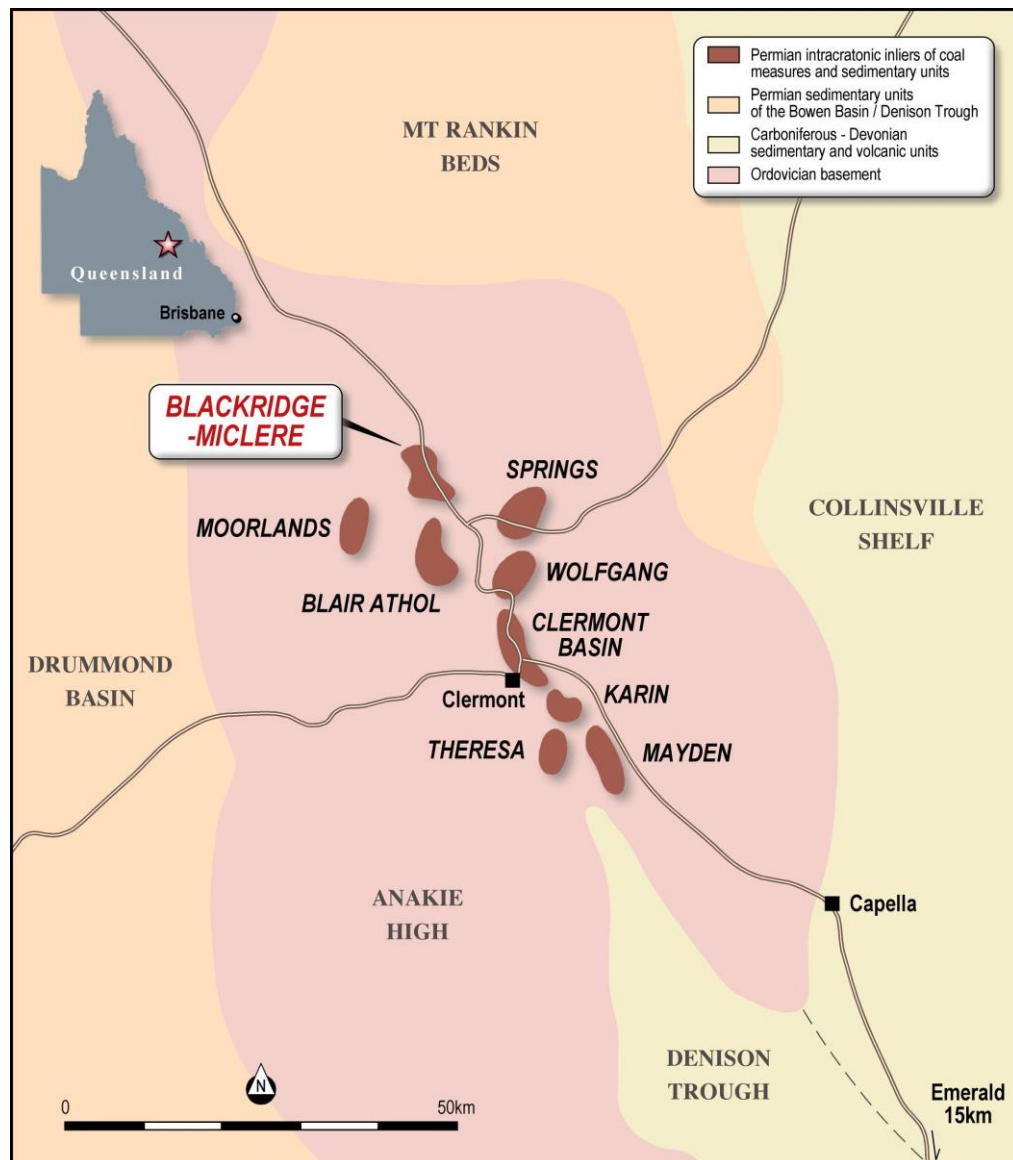 Permian intracratonic inliers of coal
measures and sedimentary units
Permian sedimentary units
of the Bowen Basin / Denison Trough
Carboniferous - Devonian
sedimentary and volcanic units
Ordovician basement
MT RANKIN
BEDS
Queensland
Brisbane
BLACKRIDGE
-MICLERE
SPRINGS
MOORLANDS
COLLINSVILLE
SHELF
WOLFGANG
BLAIR ATHOL
CLERMONT
BASIN
DRUMMOND
BASIN
Clermont
KARIN
THERESA
MAYDEN
ANAKIE
HIGH
Capella
DENISON
TROUGH
Emerald
15km
N
0
50km